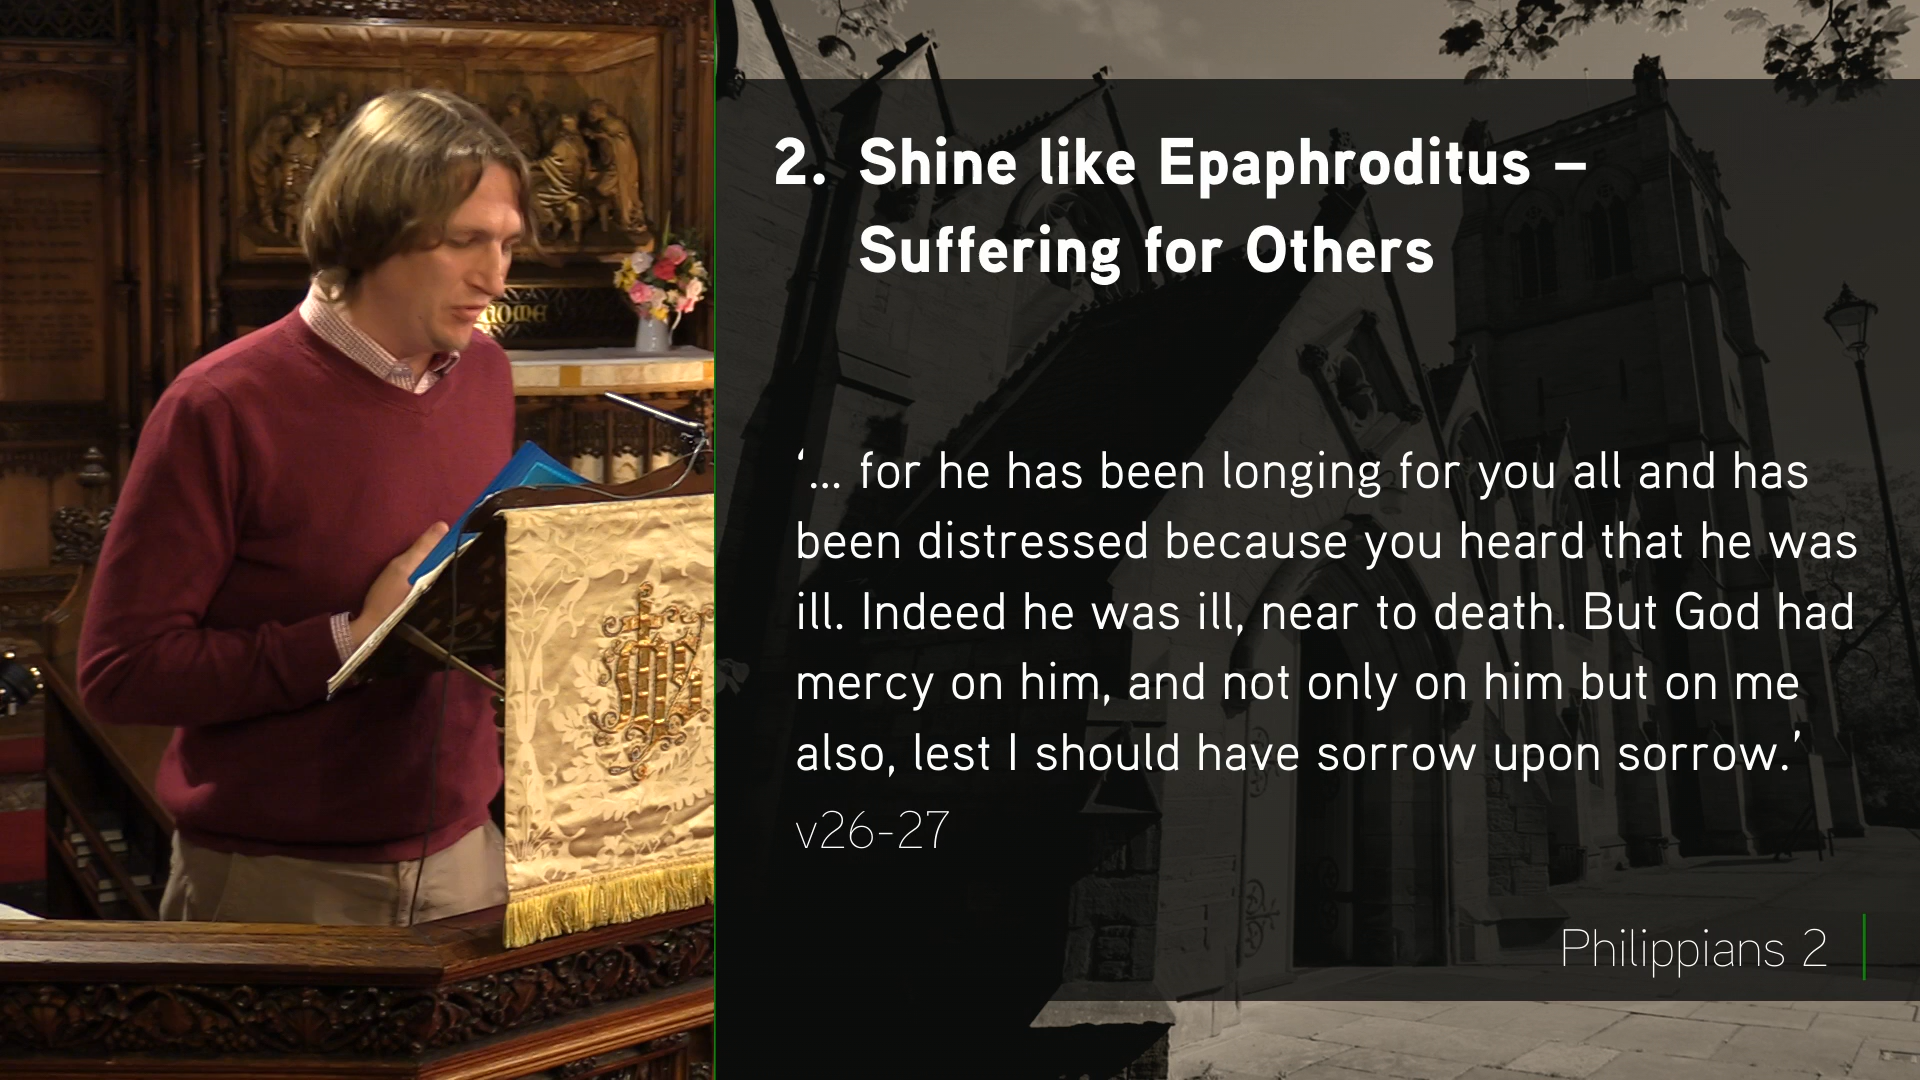 2. Shine like Epaphroditus –
Suffering for Others
‘... for he has been longing for you all and has
been distressed because you heard that he was
ill. Indeed he was ill, near to death. But God had
mercy on him, and not only on him but on me
also, lest I should have sorrow upon sorrow.’
v26-27
Philippians 2